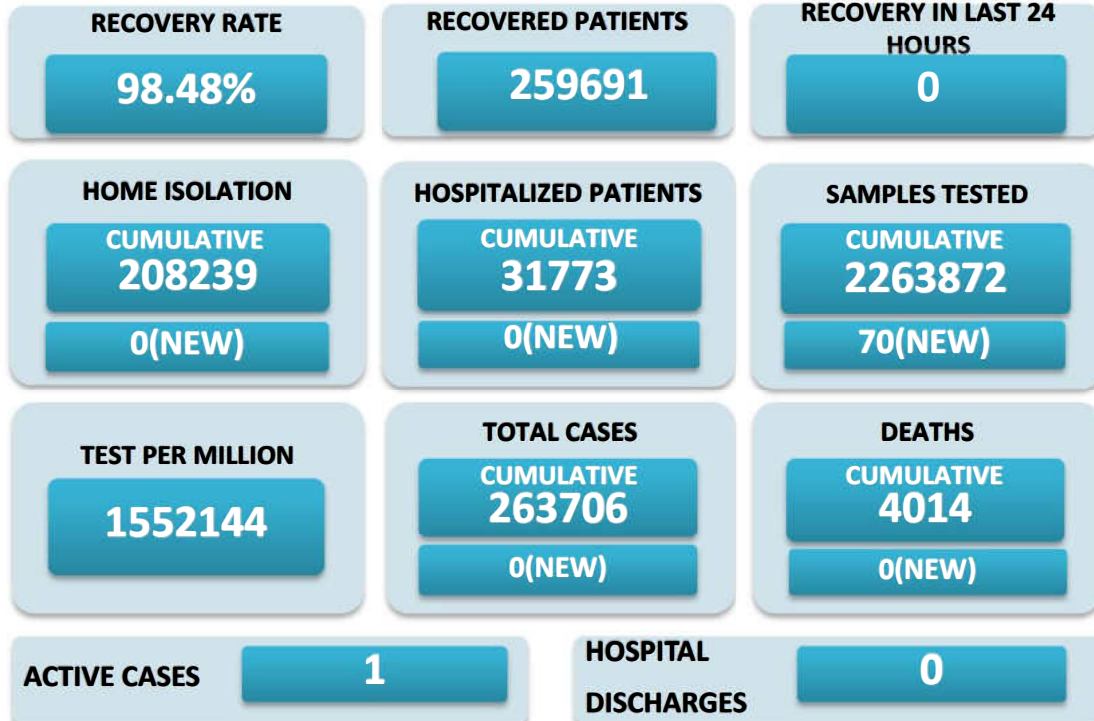 RECOVERY RATE
98.48%
RECOVERED PATIENTS
259691
RECOVERY IN LAST 24
HOURS
0
HOME ISOLATION
CUMULATIVE
208239
0(NEW)
HOSPITALIZED PATIENTS
CUMULATIVE
31773
0(NEW)
SAMPLES TESTED
CUMULATIVE
2263872
70(NEW)
TEST PER MILLION
1552144
TOTAL CASES
CUMULATIVE
263706
0(NEW)
DEATHS
CUMULATIVE
4014
0(NEW)
ACTIVE CASES
1
HOSPITAL
DISCHARGES
0